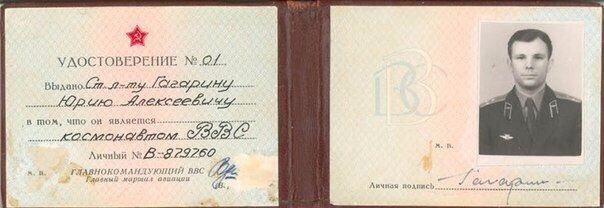 УДОСТОВЕРЕНИЕ № 01
Выдано Ст. л-ту Гагарину
Юрию Алексеевичу
в том, что он является
космонавтом ВВС
Личный № В-879760
м. п. ГЛАВНОКОМАНДУЮЩИЙ ВВС
Главный маршал авиации
ВВС
м. п.
Личная подпись Гагарин